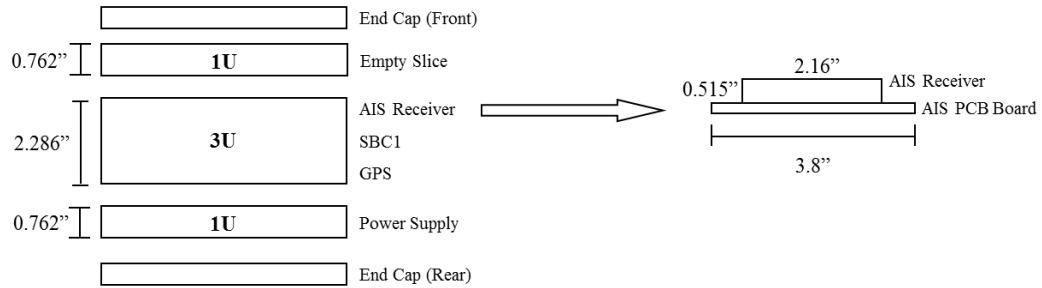 End Cap (Front)
0.762”
1U
Empty Slice
2.286”
3U
AIS Receiver
SBC1
GPS
0.762”
1U
Power Supply
End Cap (Rear)
2.16”
0.515”
AIS Receiver
AIS PCB Board
3.8”